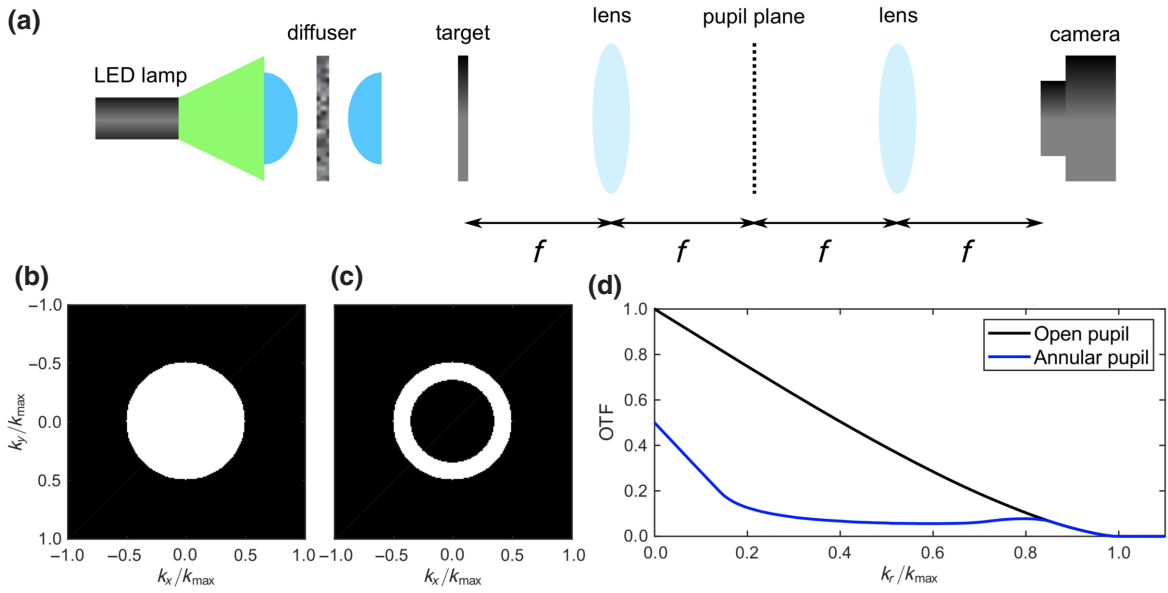 (a)
LED lamp
diffuser
target
lens
pupil plane
lens
camera
f
f
f
f
(b)
−1.0
−0.5
0.0
0.5
1.0
k_y/k_max
−1.0
−0.5
0.0
0.5
1.0
k_x/k_max
(c)
−1.0
−0.5
0.0
0.5
1.0
k_x/k_max
(d)
1.0
0.8
0.6
0.4
0.2
0.0
OTF
Open pupil
Annular pupil
0.0
0.2
0.4
0.6
0.8
1.0
k_r/k_max